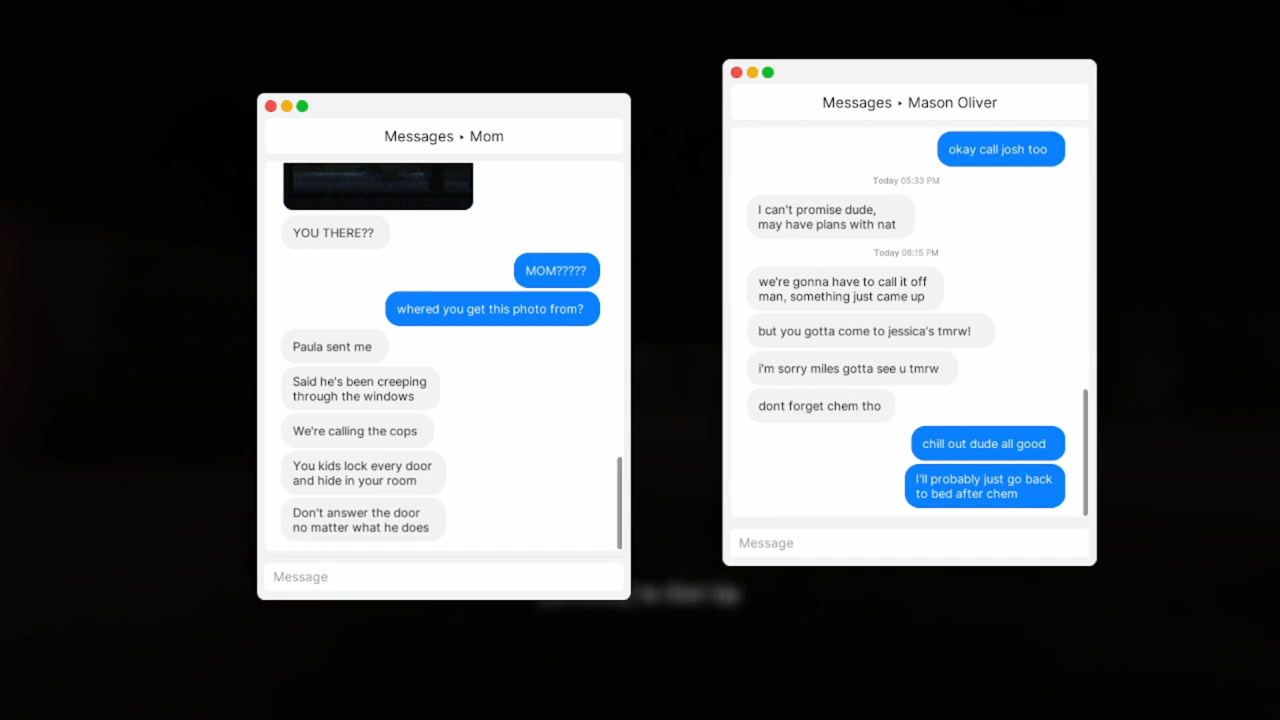 Messages ‣ Mom
YOU THERE??
MOM?????
whered you get this photo from?
Paula sent me
Said he's been creeping
through the windows
We're calling the cops
You kids lock every door
and hide in your room
Don't answer the door
no matter what he does
Message
Messages ‣ Mason Oliver
okay call josh too
Today 05:33 PM
I can't promise dude,
may have plans with nat
Today 08:15 PM
we're gonna have to call it off
man, something just came up
but you gotta come to jessica's tmrw!
i'm sorry miles gotta see u tmrw
dont forget chem tho
chill out dude all good
I'll probably just go back
to bed after chem
Message